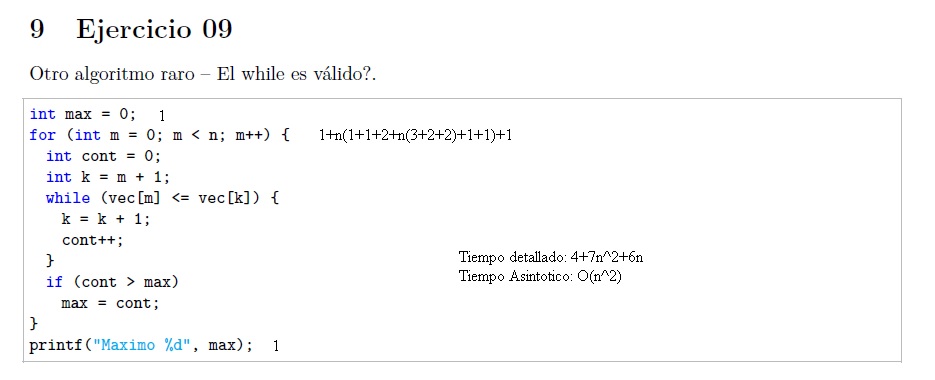 9 Ejercicio 09
Otro algoritmo raro – El while es válido?.
int max = 0; 1
for (int m = 0; m < n; m++) { 1+n(1+1+2+n(3+2+2)+1+1)+1
int cont = 0;
int k = m + 1;
while (vec[m] <= vec[k]) {
k = k + 1;
cont++;
}
Tiempo detallado: 4+7n^2+6n
if (cont > max)
Tiempo Asintotico: O(n^2)
max = cont;
}
printf("Maximo %d", max); 1